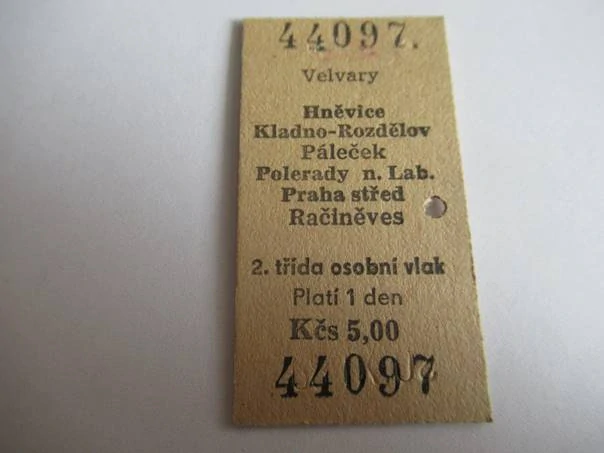 44097.
Velvary
Hněvice
Kladno-Rozdělov
Páleček
Polerady n. Lab.
Praha střed
Račiněves
2. třída osobní vlak
Platí 1 den
Kčs 5,00
44097